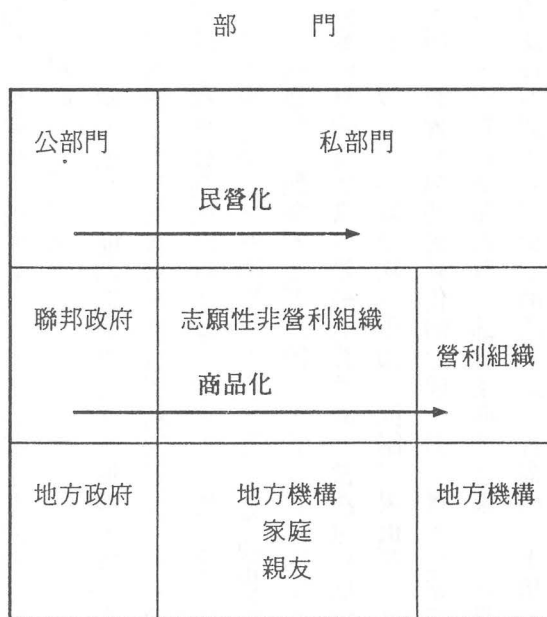 部 門
公部門 私部門
民營化
聯邦政府 志願性非營利組織
營利組織
商品化
地方政府 地方機構 地方機構
家庭
親友